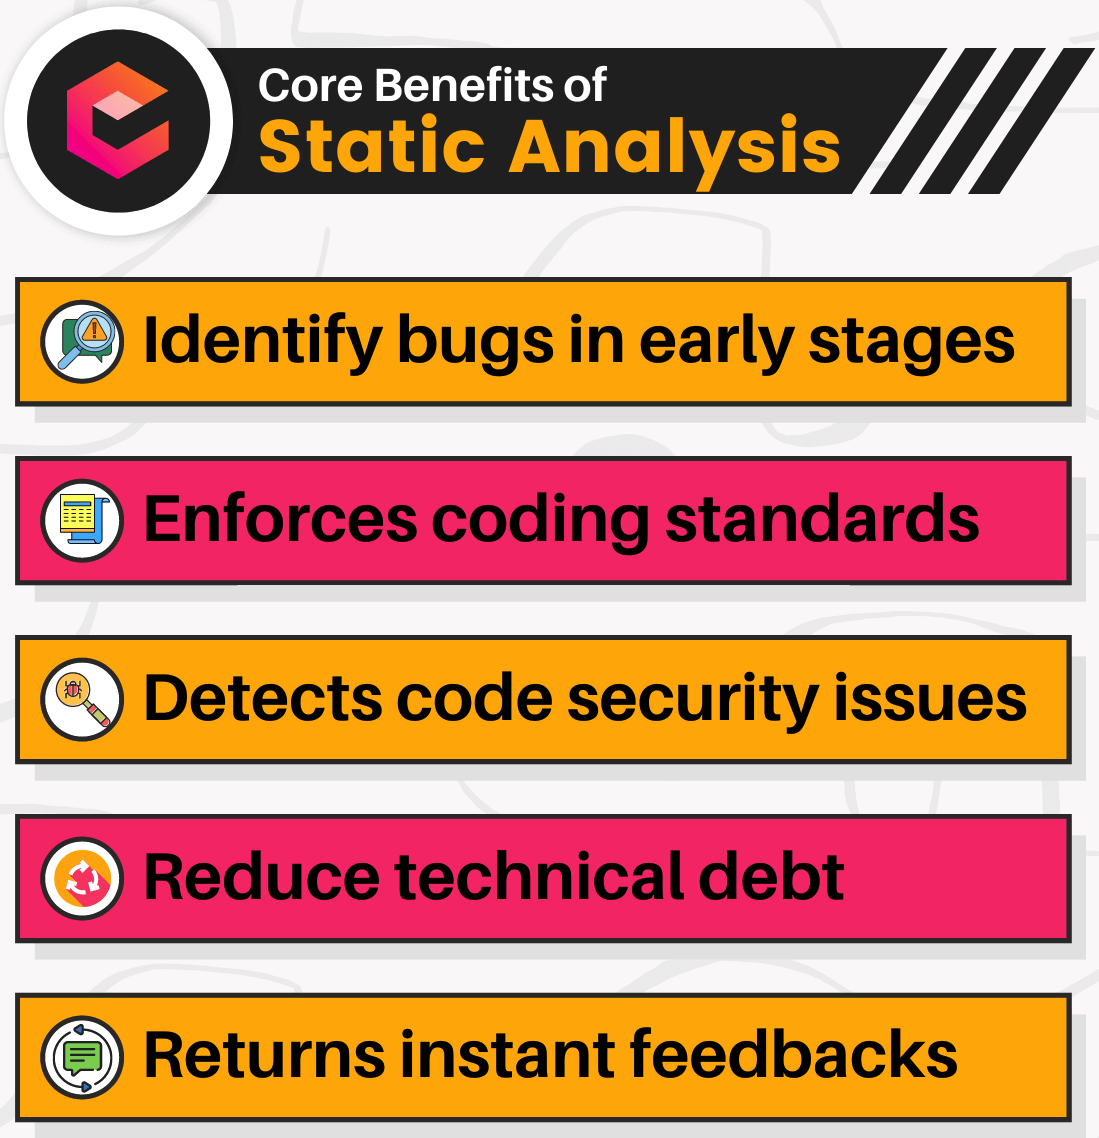 Core Benefits of
Static Analysis
Identify bugs in early stages
Enforces coding standards
Detects code security issues
Reduce technical debt
Returns instant feedbacks